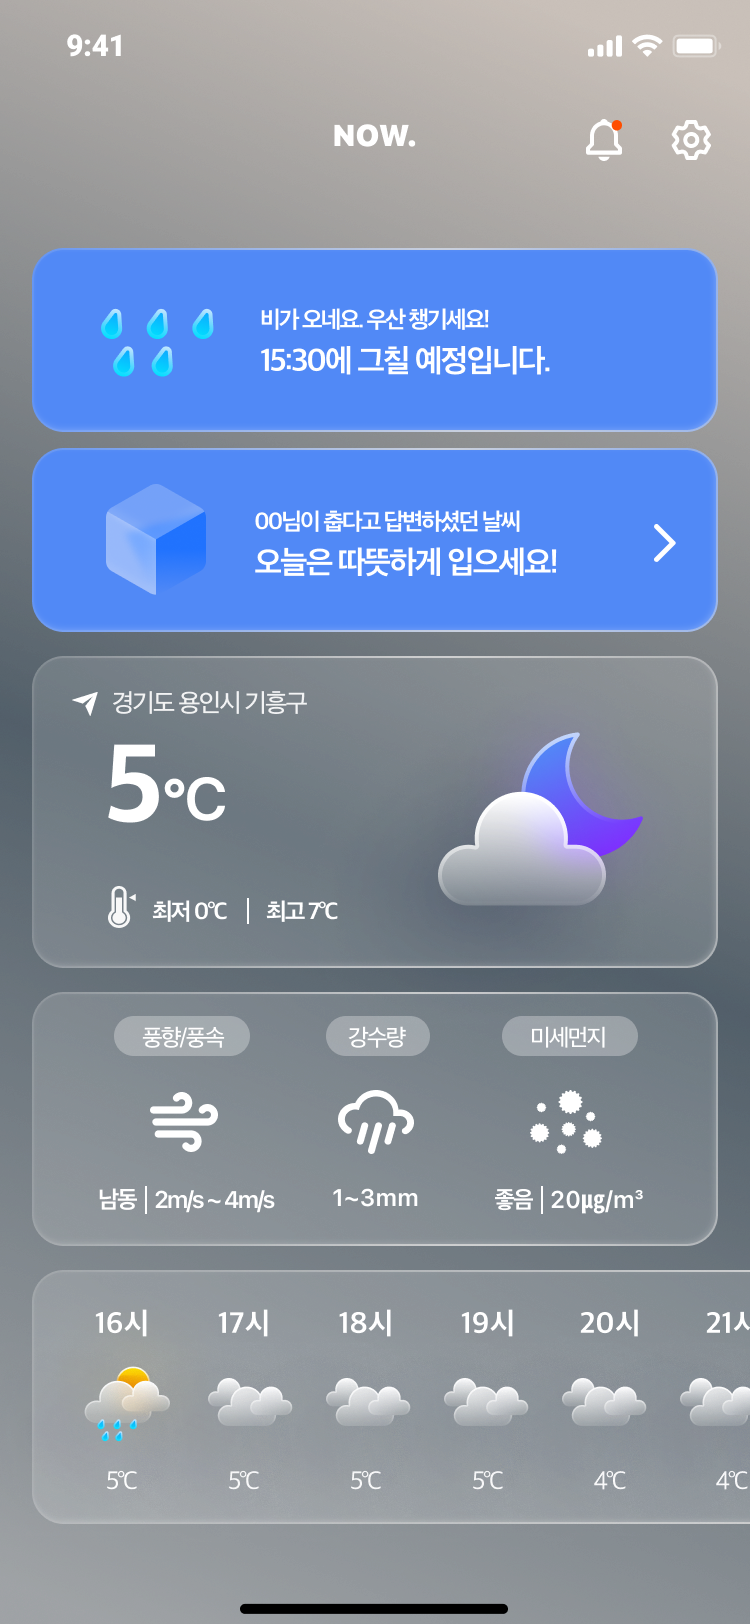 9:41
NOW.
비가 오네요. 우산 챙기세요!
15:30에 그칠 예정입니다.
00님이 춥다고 답변하셨던 날씨
오늘은 따뜻하게 입으세요!
경기도 용인시 기흥구
5℃
최저 0℃ | 최고 7℃
풍향/풍속 강수량 미세먼지
남동 | 2m/s ~ 4m/s 1~3mm 좋음 | 20㎍/m³
16시 17시 18시 19시 20시 21시
5℃ 5℃ 5℃ 5℃ 4℃ 4℃